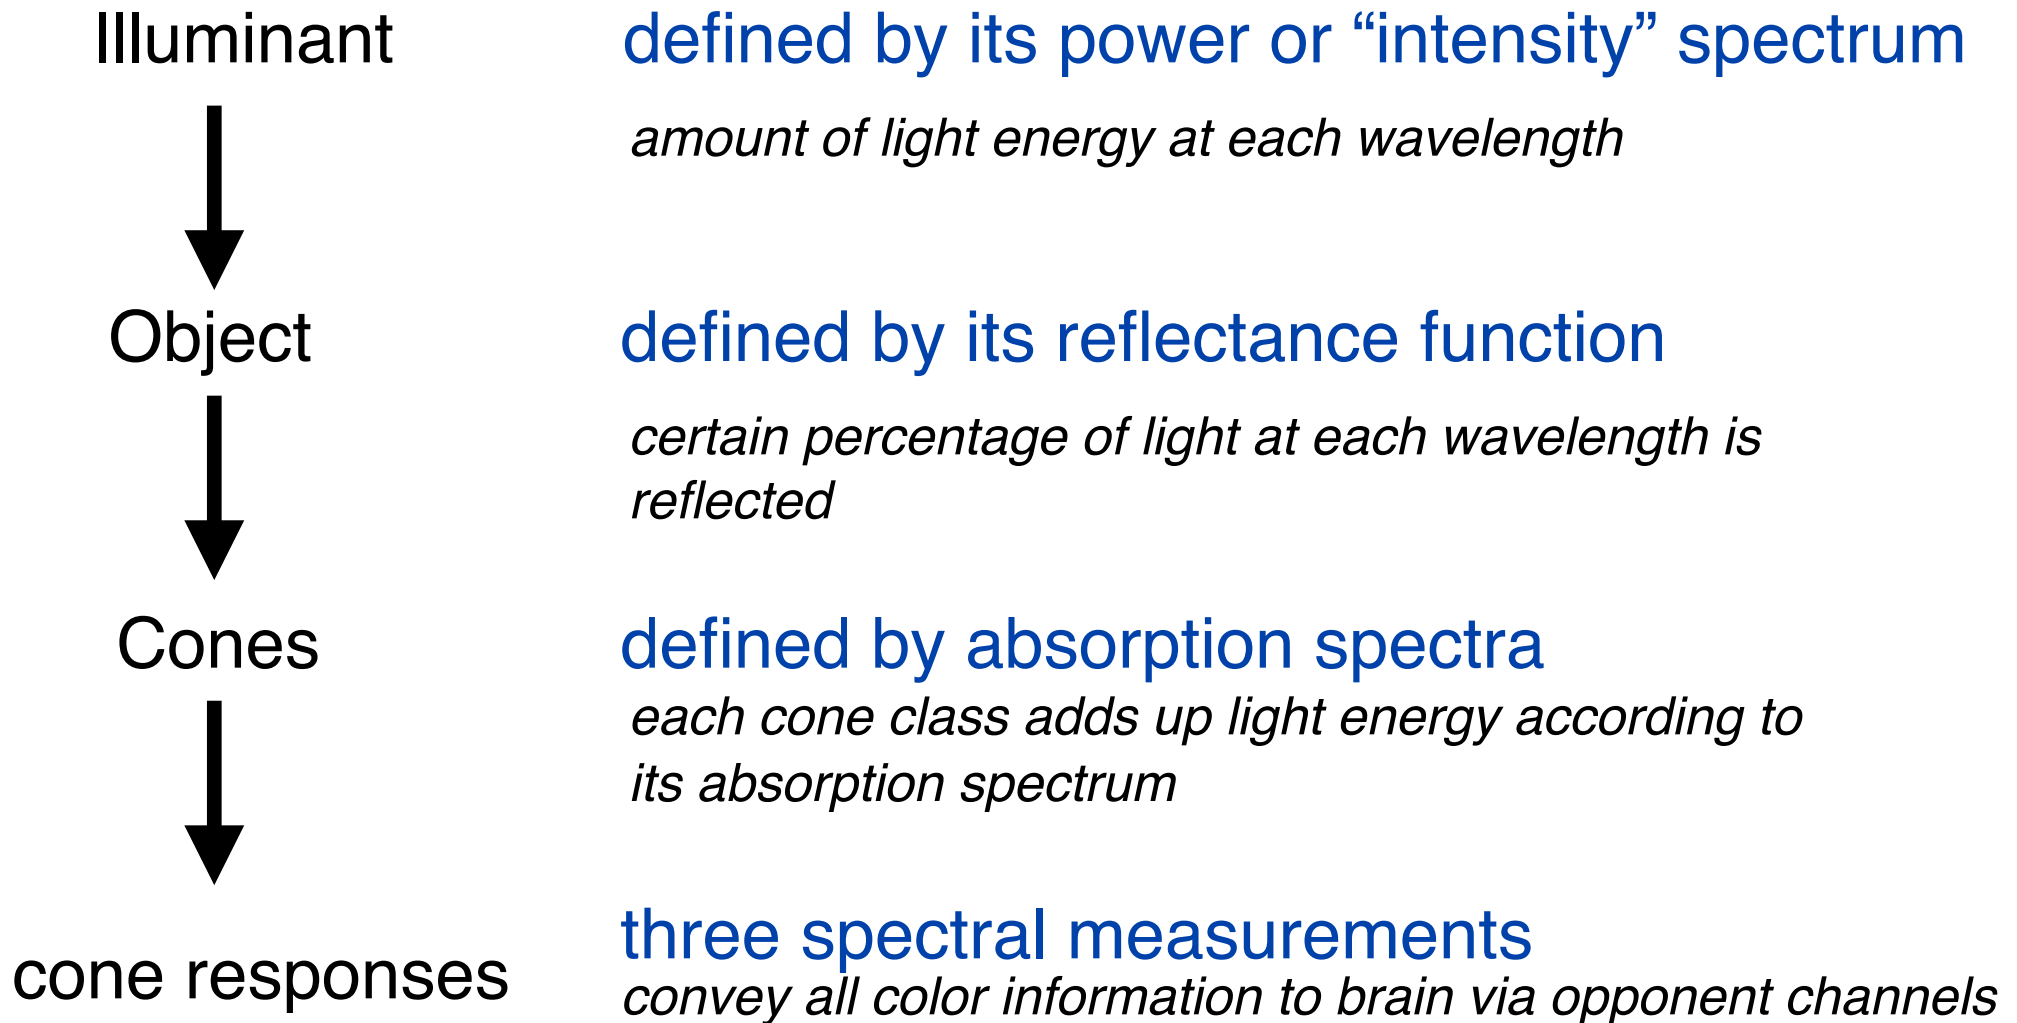 Illuminant
defined by its power or “intensity” spectrum
amount of light energy at each wavelength
Object
defined by its reflectance function
certain percentage of light at each wavelength is
reflected
Cones
defined by absorption spectra
each cone class adds up light energy according to
its absorption spectrum
cone responses
three spectral measurements
convey all color information to brain via opponent channels